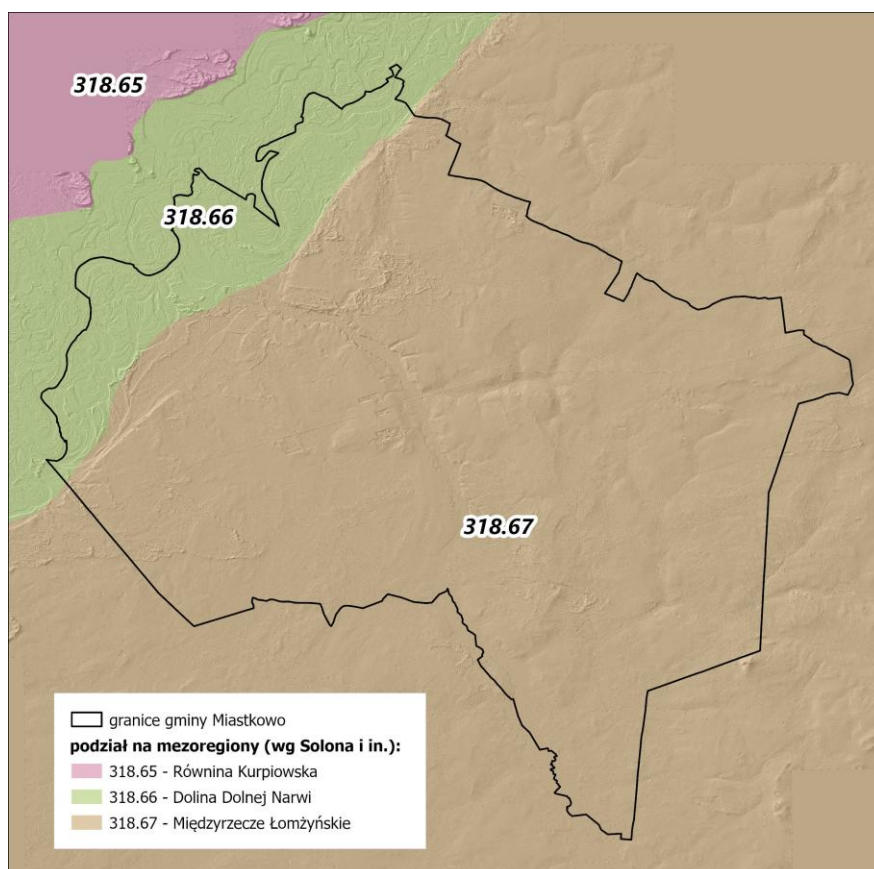 318.65
318.66
318.67
granice gminy Miastkowo
podział na mezoregiony (wg Solona i in.):
318.65 - Równina Kurpiowska
318.66 - Dolina Dolnej Narwi
318.67 - Międzyrzecze Łomżyńskie